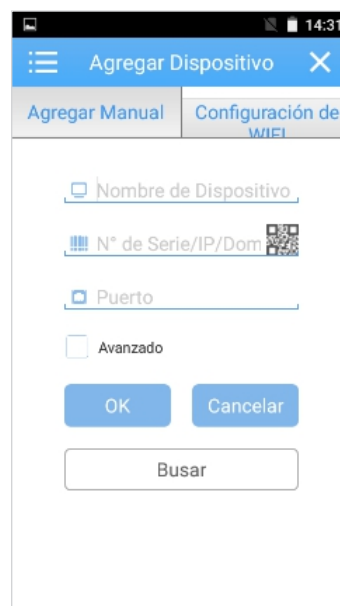 14:31
Agregar Dispositivo
Agregar Manual
Configuración de
WIFI
Nombre de Dispositivo
N° de Serie/IP/Dom
Puerto
Avanzado
OK
Cancelar
Busar